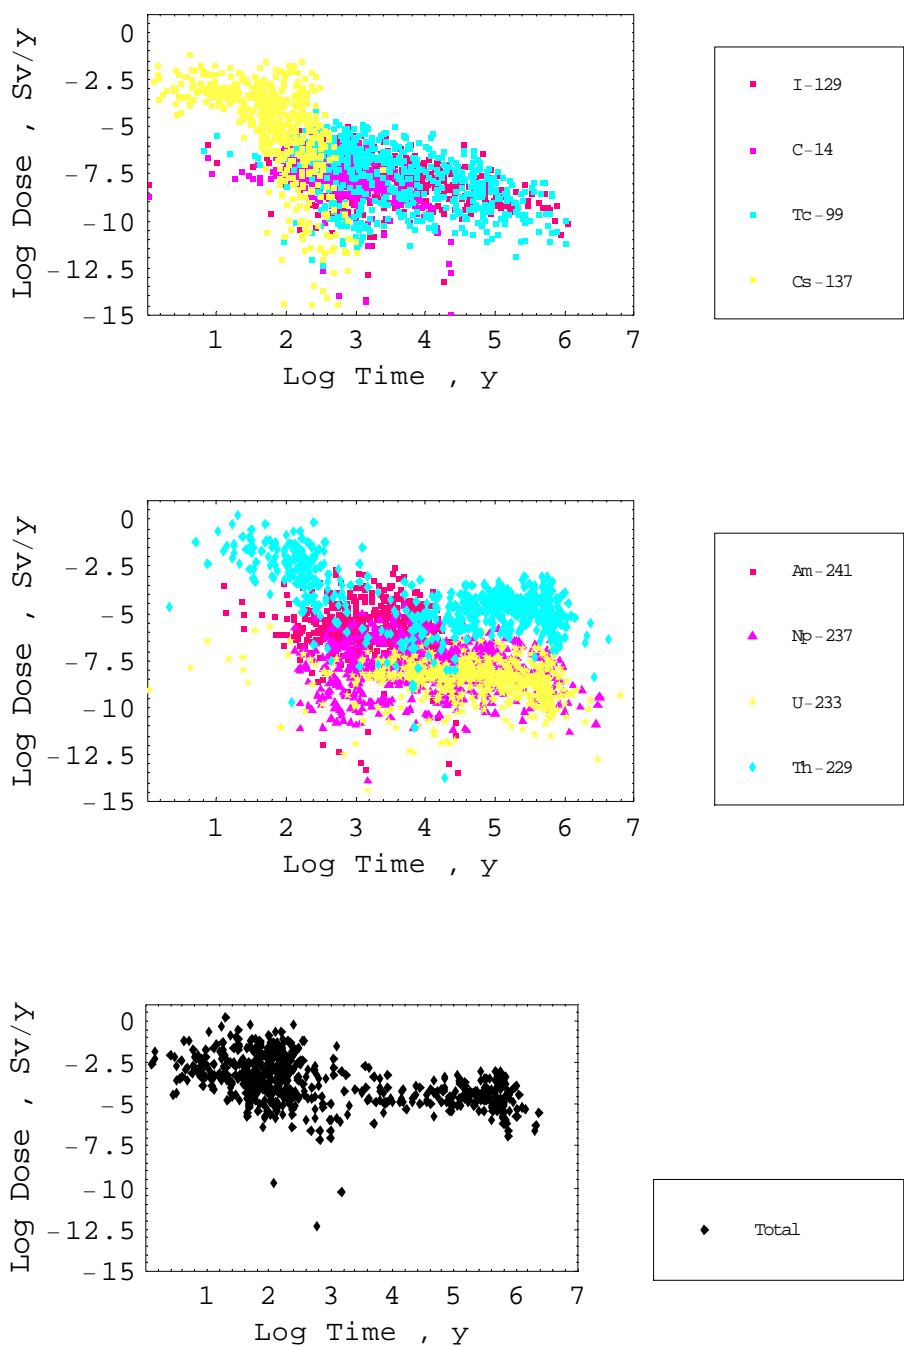 0
-2.5
-5
-7.5
-10
-12.5
-15
Log Dose , Sv/y
1 2 3 4 5 6 7
Log Time , y
I-129
C-14
Tc-99
Cs-137
0
-2.5
-5
-7.5
-10
-12.5
-15
Log Dose , Sv/y
1 2 3 4 5 6 7
Log Time , y
Am-241
Np-237
U-233
Th-229
0
-2.5
-5
-7.5
-10
-12.5
-15
Log Dose , Sv/y
1 2 3 4 5 6 7
Log Time , y
Total